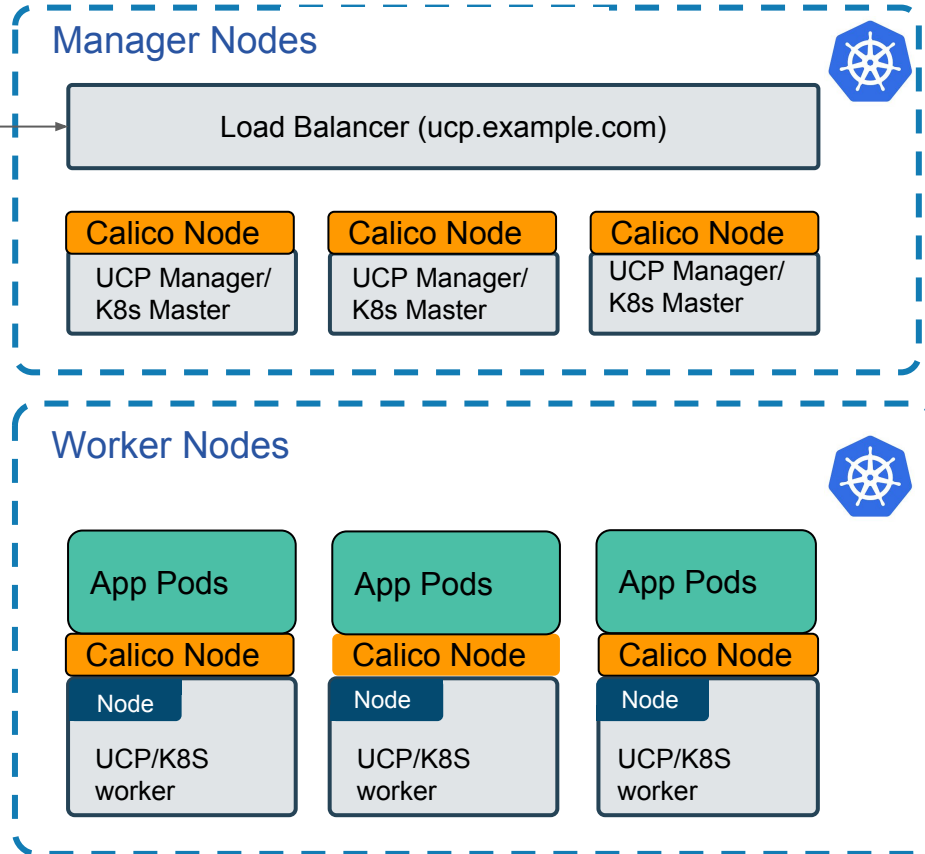 Manager Nodes
Load Balancer (ucp.example.com)
Calico Node
UCP Manager/
K8s Master
Calico Node
UCP Manager/
K8s Master
Calico Node
UCP Manager/
K8s Master
Worker Nodes
App Pods
Calico Node
Node
UCP/K8S
worker
App Pods
Calico Node
Node
UCP/K8S
worker
App Pods
Calico Node
Node
UCP/K8S
worker